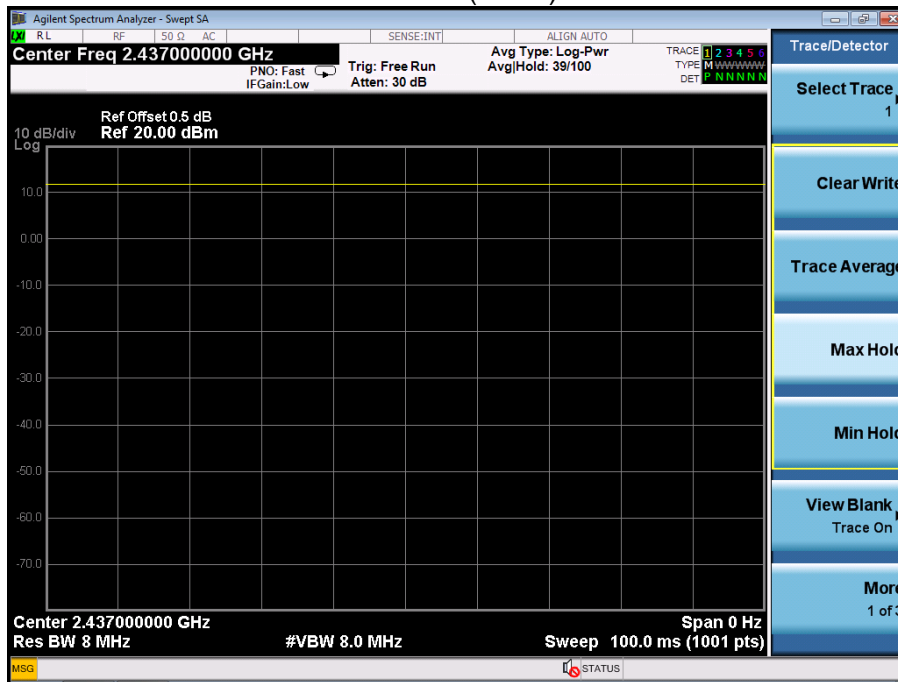 Agilent Spectrum Analyzer - Swept SA
RL RF 50 Ω AC SENSE:INT ALIGN AUTO
Center Freq 2.437000000 GHz
PNO: Fast
IFGain:Low
Trig: Free Run
Atten: 30 dB
Avg Type: Log-Pwr
Avg|Hold: 39/100
TRACE 1 2 3 4 5 6
TYPE M WWWWW
DET P N N N N N
Ref Offset 0.5 dB
10 dB/div Ref 20.00 dBm
Log
10.0
0.00
-10.0
-20.0
-30.0
-40.0
-50.0
-60.0
-70.0
Center 2.437000000 GHz Span 0 Hz
Res BW 8 MHz #VBW 8.0 MHz Sweep 100.0 ms (1001 pts)
MSG STATUS
Trace/Detector
Select Trace
1
Clear Write
Trace Average
Max Hold
Min Hold
View Blank
Trace On
More
1 of 3